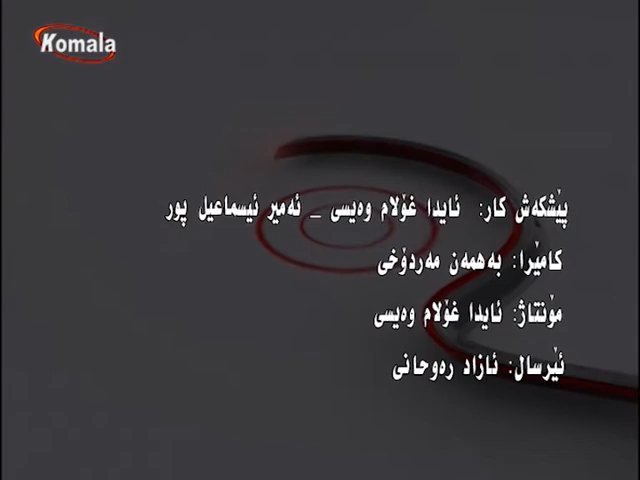 Komala
پێشکەش کار: ئایدا غۆلام وەیسی _ ئەمیر ئیسماعیل پور
کامێرا: بەهمەن مەردۆخی
مۆنتاژ: ئایدا غۆلام وەیسی
ئێرسال: ئازاد رەوحانی